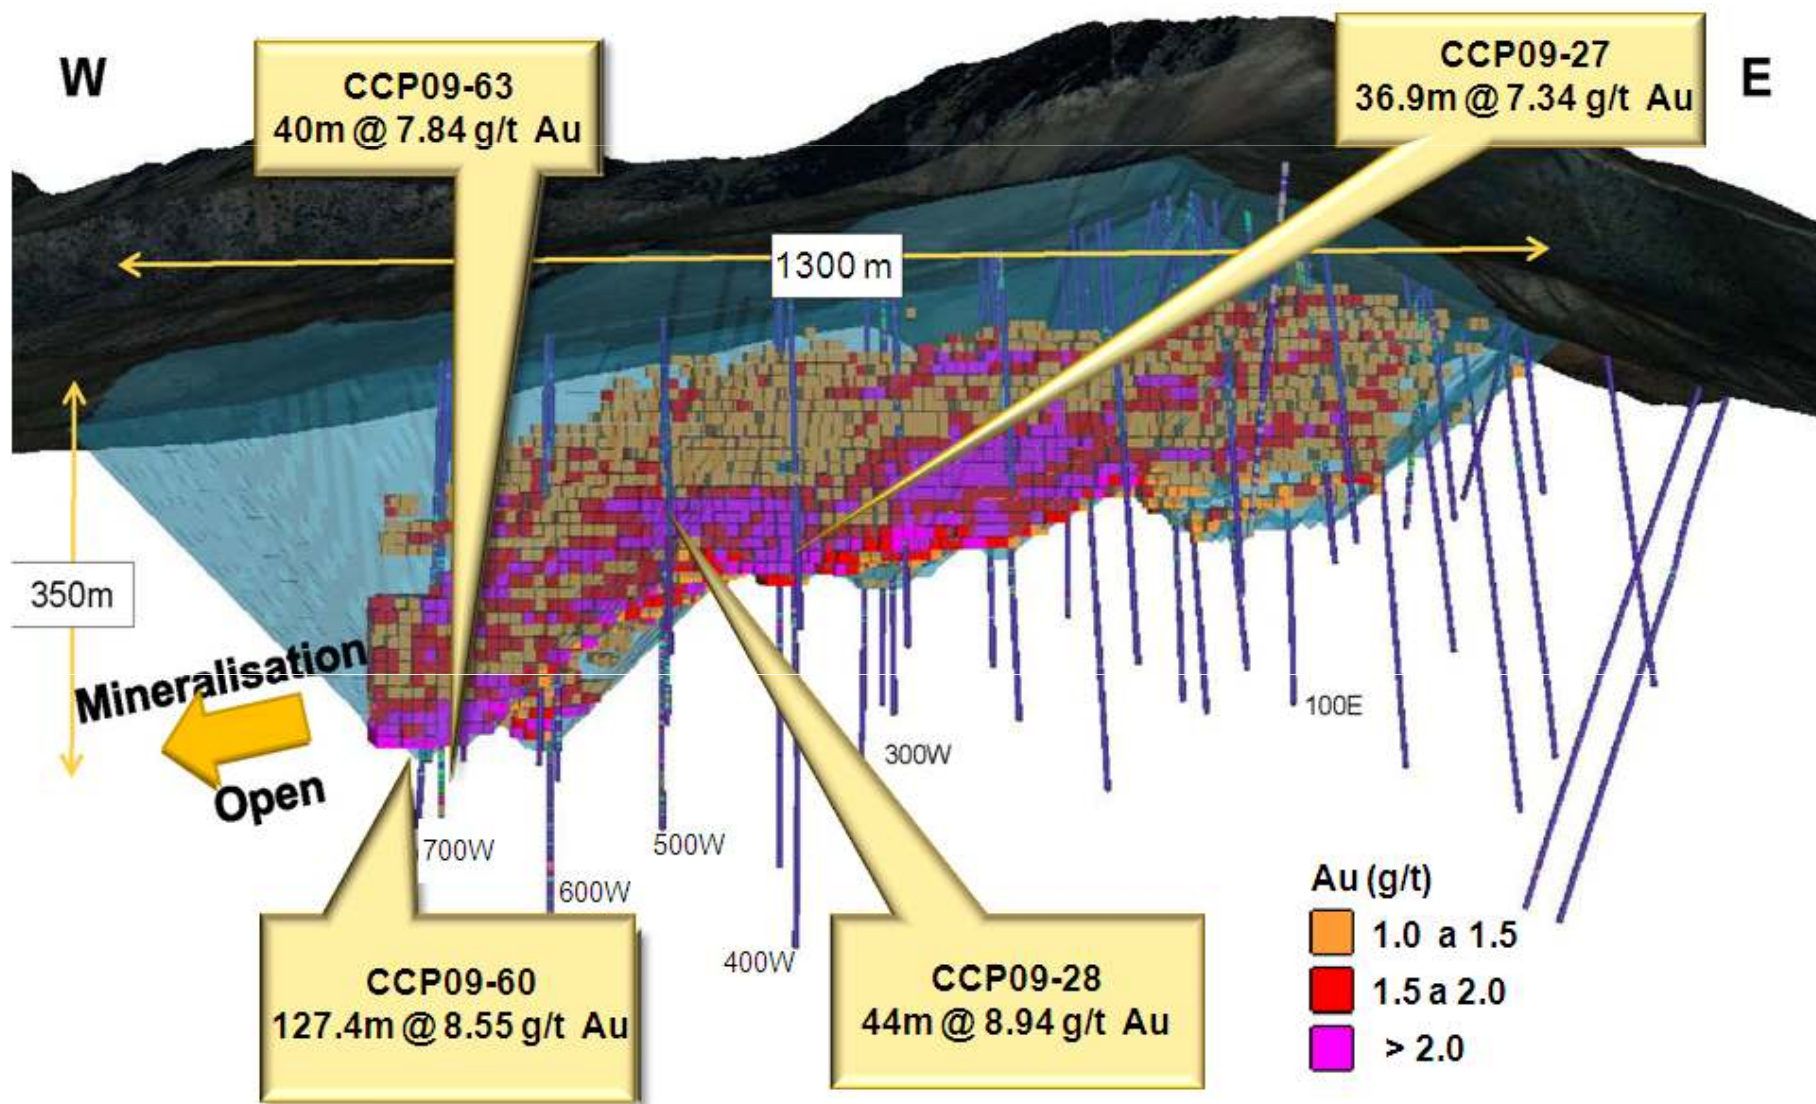 W
CCP09-63
40m @ 7.84 g/t Au
CCP09-27
36.9m @ 7.34 g/t Au
E
1300 m
350m
Mineralisation
Open
100E
300W
700W
500W
600W
400W
CCP09-60
127.4m @ 8.55 g/t Au
CCP09-28
44m @ 8.94 g/t Au
Au (g/t)
1.0 a 1.5
1.5 a 2.0
> 2.0